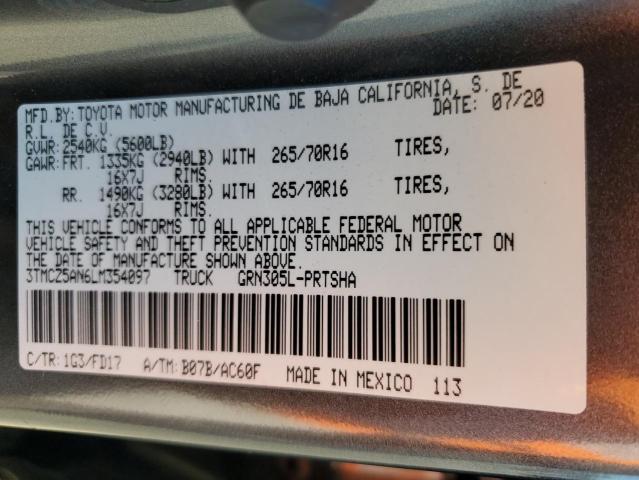 MFD.BY:TOYOTA MOTOR MANUFACTURING DE BAJA CALIFORNIA, S. DE
R.L. DE C.V. DATE: 07/20
GVWR: 2540KG (5600LB)
GAWR:FRT. 1335KG (2940LB) WITH 265/70R16 TIRES,
16X7J RIMS.
RR. 1490KG (3280LB) WITH 265/70R16 TIRES,
16X7J RIMS.
THIS VEHICLE CONFORMS TO ALL APPLICABLE FEDERAL MOTOR
VEHICLE SAFETY AND THEFT PREVENTION STANDARDS IN EFFECT ON
THE DATE OF MANUFACTURE SHOWN ABOVE.
3TMCZ5AN6LM354097 TRUCK GRN305L-PRTSHA
C/TR: 1G3/FD17 A/TM: B07B/AC60F MADE IN MEXICO 113